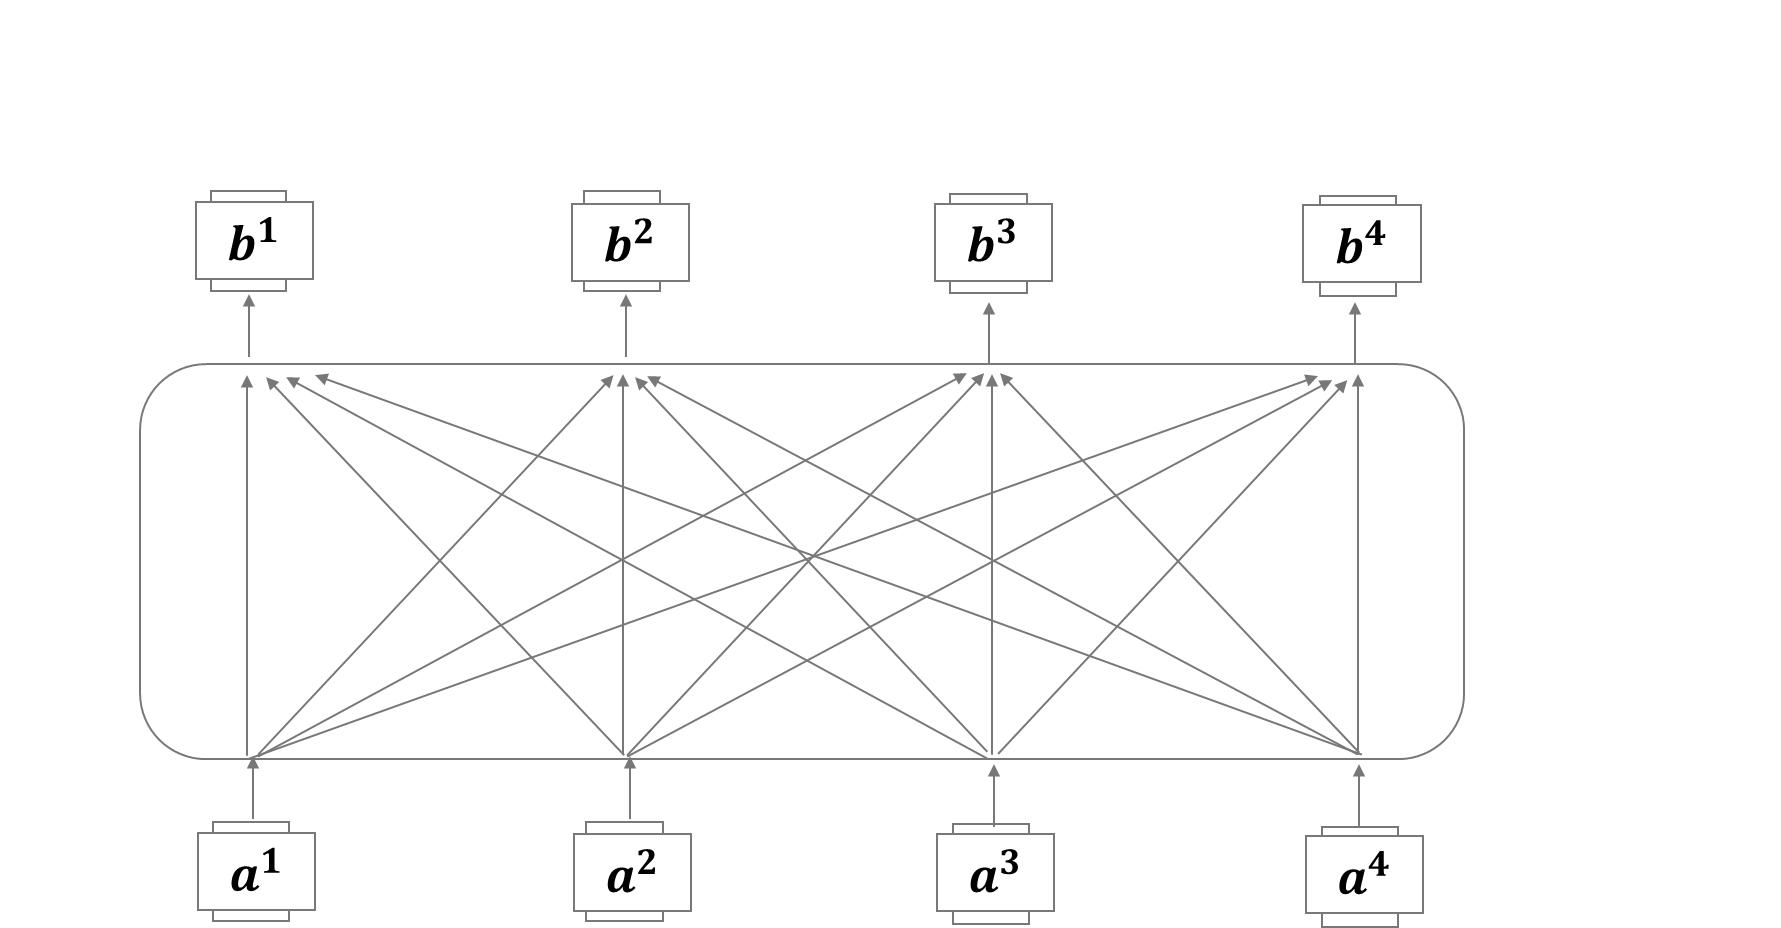 b¹ b² b³ b⁴
a¹ a² a³ a⁴